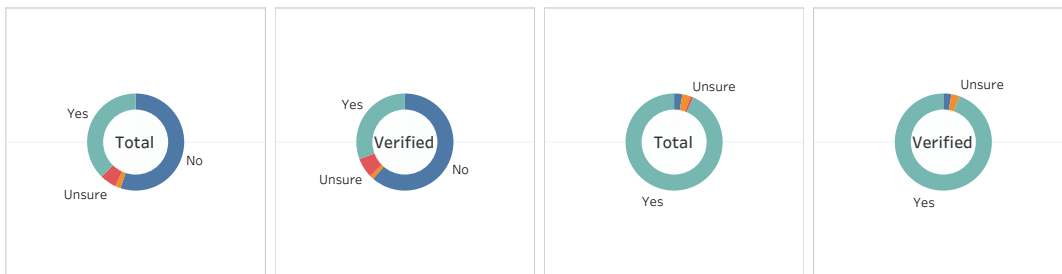 Yes
Total
No
Unsure
Yes
Verified
No
Unsure
Unsure
Total
Yes
Unsure
Verified
Yes